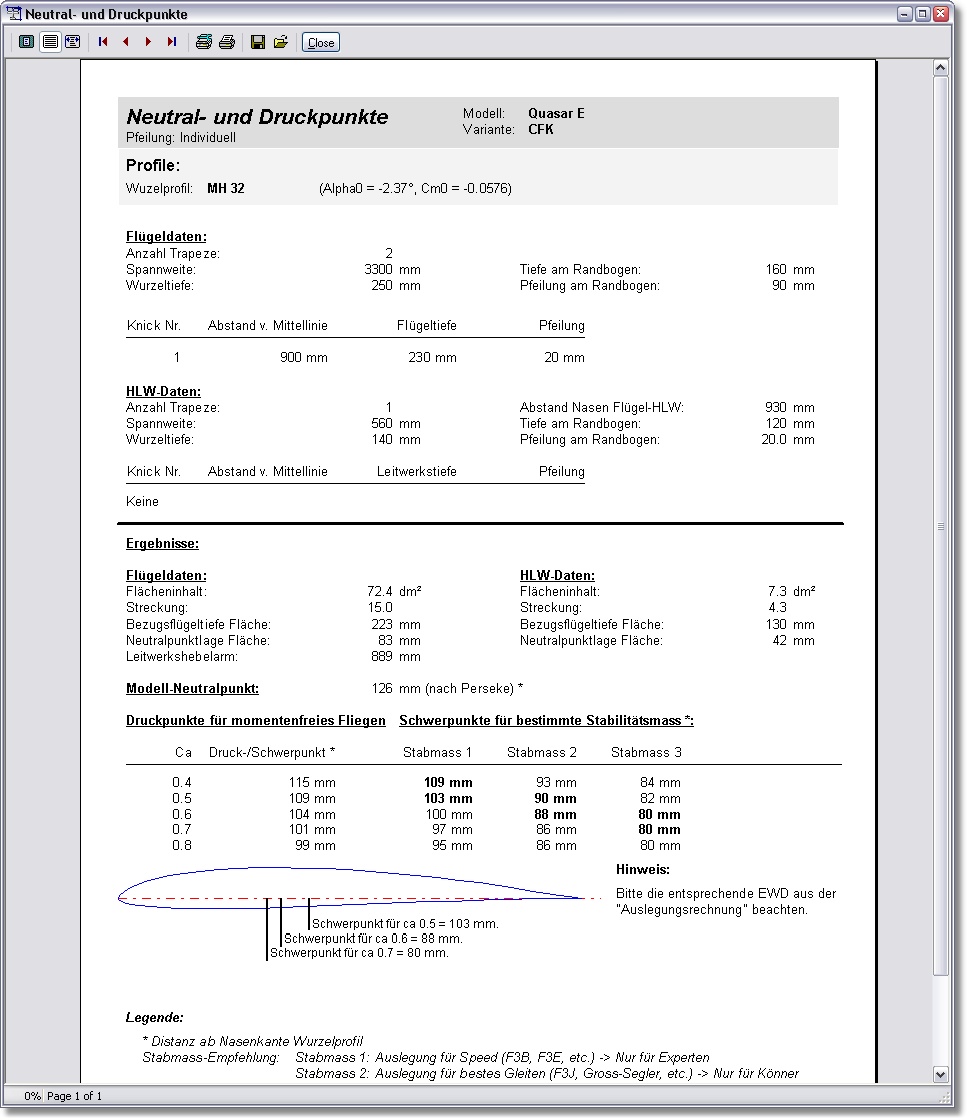 Neutral- und Druckpunkte
Close
Neutral- und Druckpunkte
Modell: Quasar E
Pfeilung: Individuell
Variante: CFK
Profile:
Wuzelprofil: MH 32 (Alpha0 = -2.37°, Cm0 = -0.0576)
Flügeldaten:
Anzahl Trapeze: 2
Spannweite: 3300 mm Tiefe am Randbogen: 160 mm
Wurzeltiefe: 250 mm Pfeilung am Randbogen: 90 mm
Knick Nr. Abstand v. Mittellinie Flügeltiefe Pfeilung
1 900 mm 230 mm 20 mm
HLW-Daten:
Anzahl Trapeze: 1 Abstand Nasen Flügel-HLW: 930 mm
Spannweite: 560 mm Tiefe am Randbogen: 120 mm
Wurzeltiefe: 140 mm Pfeilung am Randbogen: 20.0 mm
Knick Nr. Abstand v. Mittellinie Leitwerkstiefe Pfeilung
Keine
Ergebnisse:
Flügeldaten: HLW-Daten:
Flächeninhalt: 72.4 dm² Flächeninhalt: 7.3 dm²
Streckung: 15.0 Streckung: 4.3
Bezugsflügeltiefe Fläche: 223 mm Bezugsflügeltiefe Fläche: 130 mm
Neutralpunktlage Fläche: 83 mm Neutralpunktlage Fläche: 42 mm
Leitwerkshebelarm: 889 mm
Modell-Neutralpunkt: 126 mm (nach Perseke) *
Druckpunkte für momentenfreies Fliegen Schwerpunkte für bestimmte Stabilitätsmass *:
Ca Druck-/Schwerpunkt * Stabmass 1 Stabmass 2 Stabmass 3
0.4 115 mm 109 mm 93 mm 84 mm
0.5 109 mm 103 mm 90 mm 82 mm
0.6 104 mm 100 mm 88 mm 80 mm
0.7 101 mm 97 mm 86 mm 80 mm
0.8 99 mm 95 mm 86 mm 80 mm
Hinweis:
Bitte die entsprechende EWD aus der
"Auslegungsrechnung" beachten.
Schwerpunkt für ca 0.5 = 103 mm.
Schwerpunkt für ca 0.6 = 88 mm.
Schwerpunkt für ca 0.7 = 80 mm.
Legende:
* Distanz ab Nasenkante Wurzelprofil
Stabmass-Empfehlung: Stabmass 1: Auslegung für Speed (F3B, F3E, etc.) -> Nur für Experten
Stabmass 2: Auslegung für bestes Gleiten (F3J, Gross-Segler, etc.) -> Nur für Könner
0% Page 1 of 1